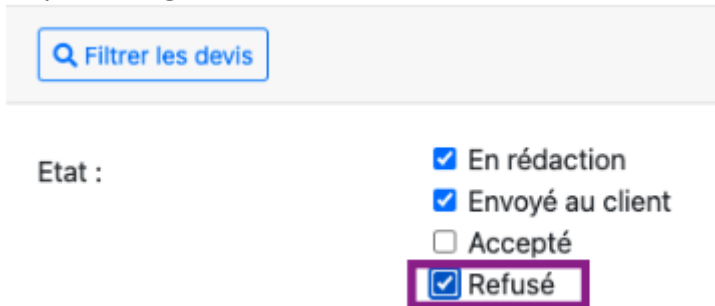 Filtrer les devis
Etat :
En rédaction
Envoyé au client
Accepté
Refusé